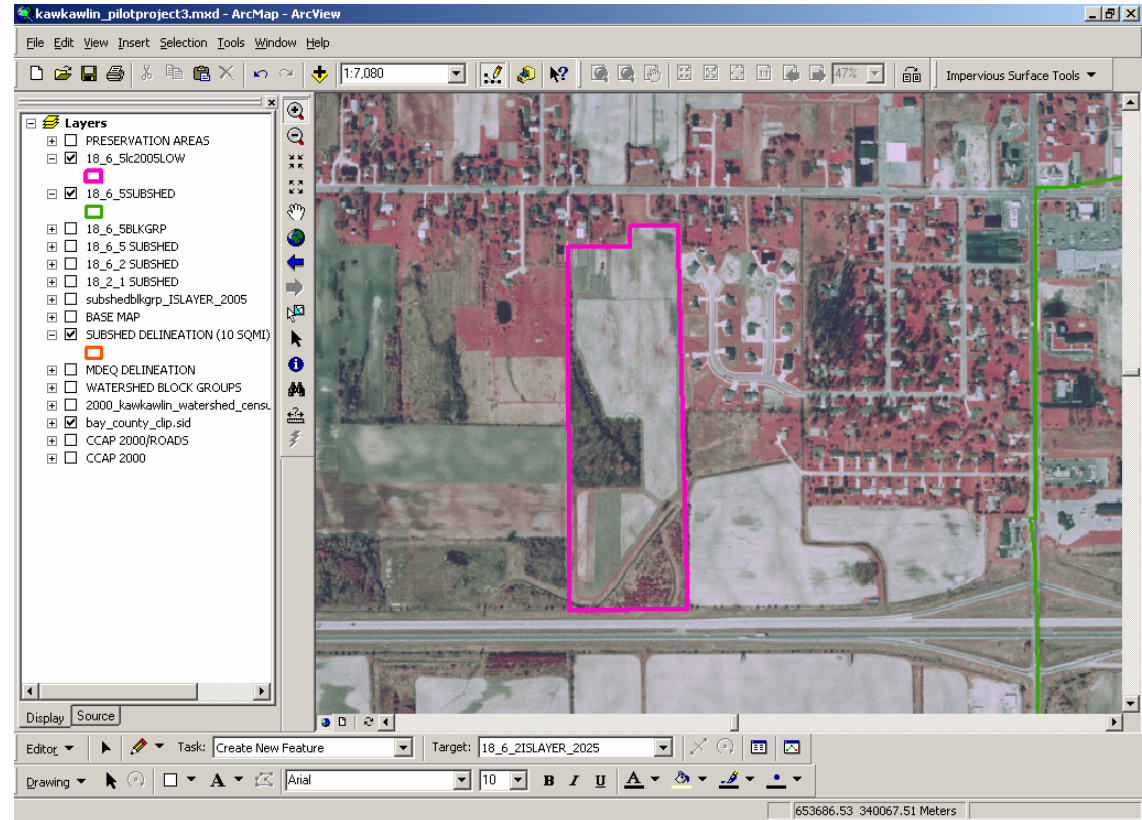 kawkawlin_pilotproject3.mxd - ArcMap - ArcView
File Edit View Insert Selection Tools Window Help
1:7,080
47%
Impervious Surface Tools
Layers
PRESERVATION AREAS
18_6_5lc2005LOW
18_6_5SUBSHED
18_6_5BLKGRP
18_6_5 SUBSHED
18_6_2 SUBSHED
18_2_1 SUBSHED
subshedblkgrp_ISLAYER_2005
BASE MAP
SUBSHED DELINEATION (10 SQMI)
MDEQ DELINEATION
WATERSHED BLOCK GROUPS
2000_kawkawlin_watershed_censu
bay_county_clip.sid
CCAP 2000/ROADS
CCAP 2000
Display Source
Editor Task: Create New Feature Target: 18_6_2ISLAYER_2025
Drawing A Arial 10 B I U A
653686.53 340067.51 Meters